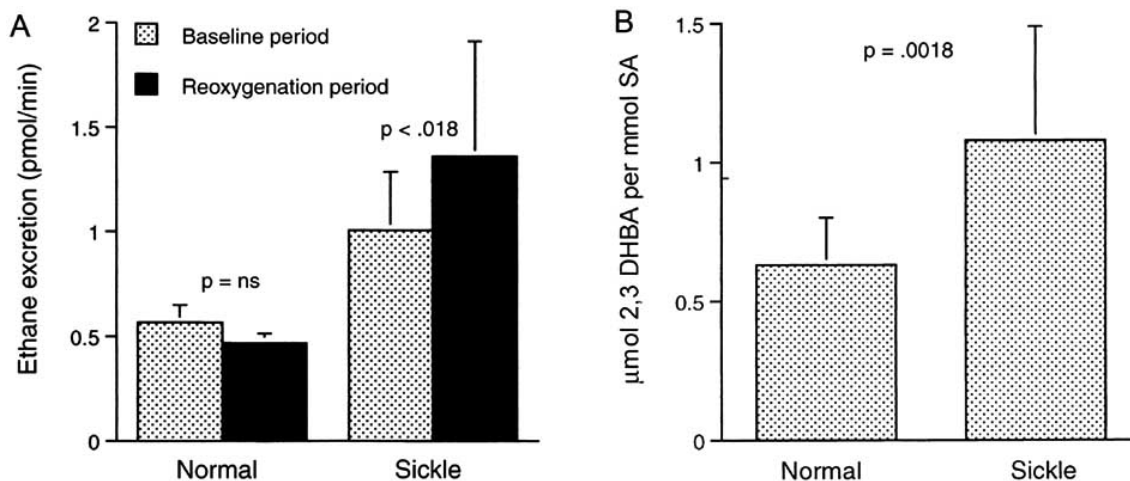 A
Ethane excretion (pmol/min)
2
1.5
1
0.5
0
Baseline period
Reoxygenation period
p < .018
p = ns
Normal
Sickle
B
µmol 2,3 DHBA per mmol SA
1.5
1
0.5
0
p = .0018
Normal
Sickle